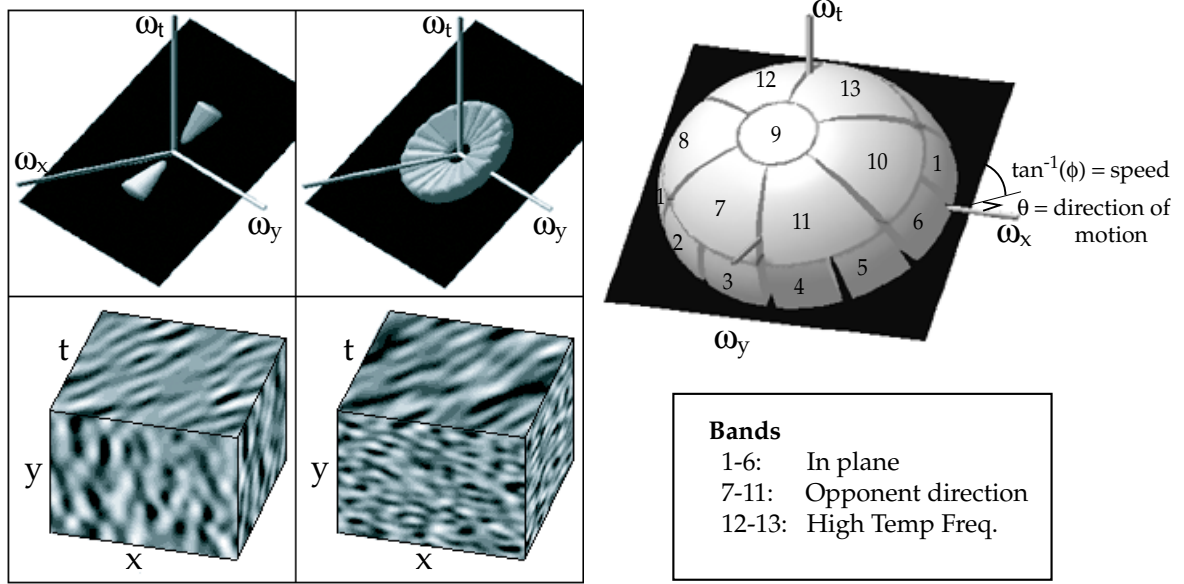 ωt
ωx
ωy
ωt
ωy
t
y
x
t
y
x
ωt
12
13
9
8
10
1
1
7
11
6
2
5
3
4
tan⁻¹(ϕ) = speed
θ = direction of
motion
ωx
ωy
Bands
1-6: In plane
7-11: Opponent direction
12-13: High Temp Freq.